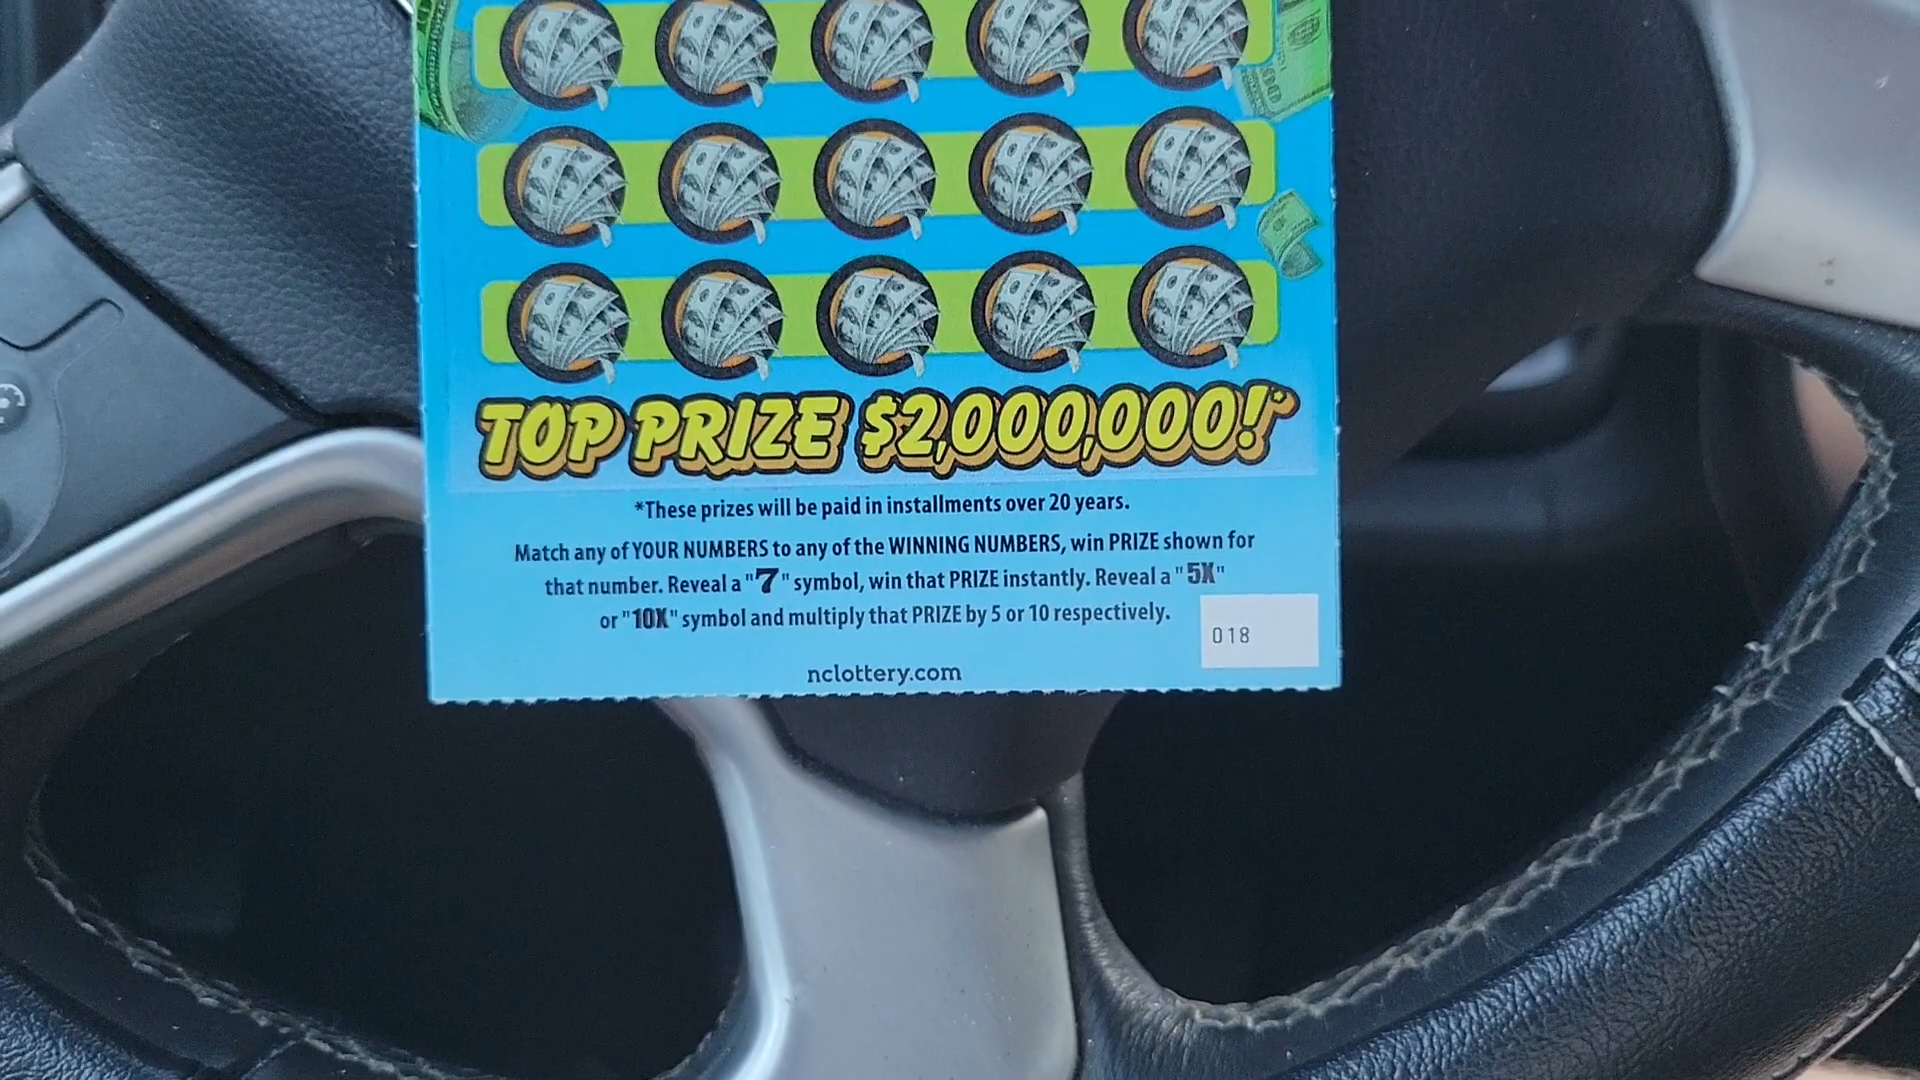 TOP PRIZE $2,000,000!*
*These prizes will be paid in installments over 20 years.
Match any of YOUR NUMBERS to any of the WINNING NUMBERS, win PRIZE shown for
that number. Reveal a "7" symbol, win that PRIZE instantly. Reveal a "5X"
or "10X" symbol and multiply that PRIZE by 5 or 10 respectively.
018
nclottery.com